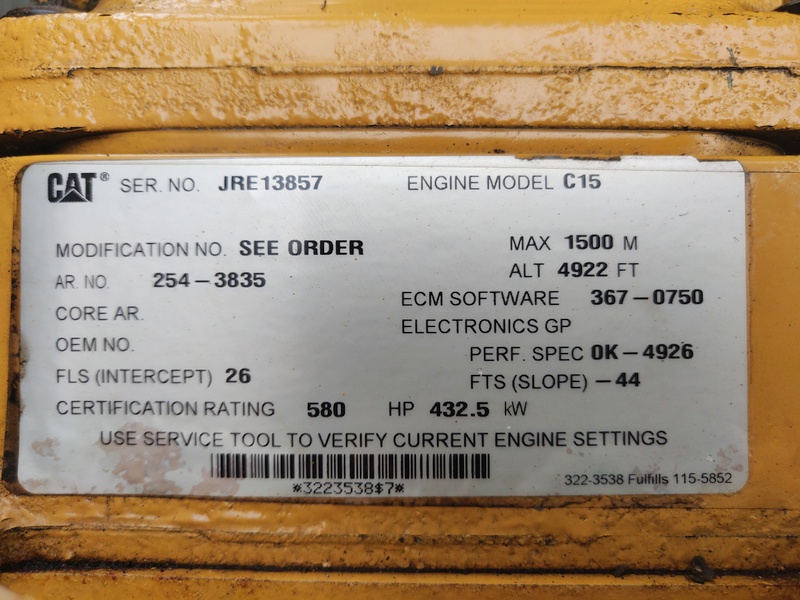 CAT® SER. NO. JRE13857 ENGINE MODEL C15
MODIFICATION NO. SEE ORDER MAX 1500 M
AR. NO. 254-3835 ALT 4922 FT
CORE AR. ECM SOFTWARE 367-0750
OEM NO. ELECTRONICS GP
PERF. SPEC 0K-4926
FLS (INTERCEPT) 26 FTS (SLOPE) -44
CERTIFICATION RATING 580 HP 432.5 kW
USE SERVICE TOOL TO VERIFY CURRENT ENGINE SETTINGS
*3223538$7*
322-3538 Fulfills 115-5852